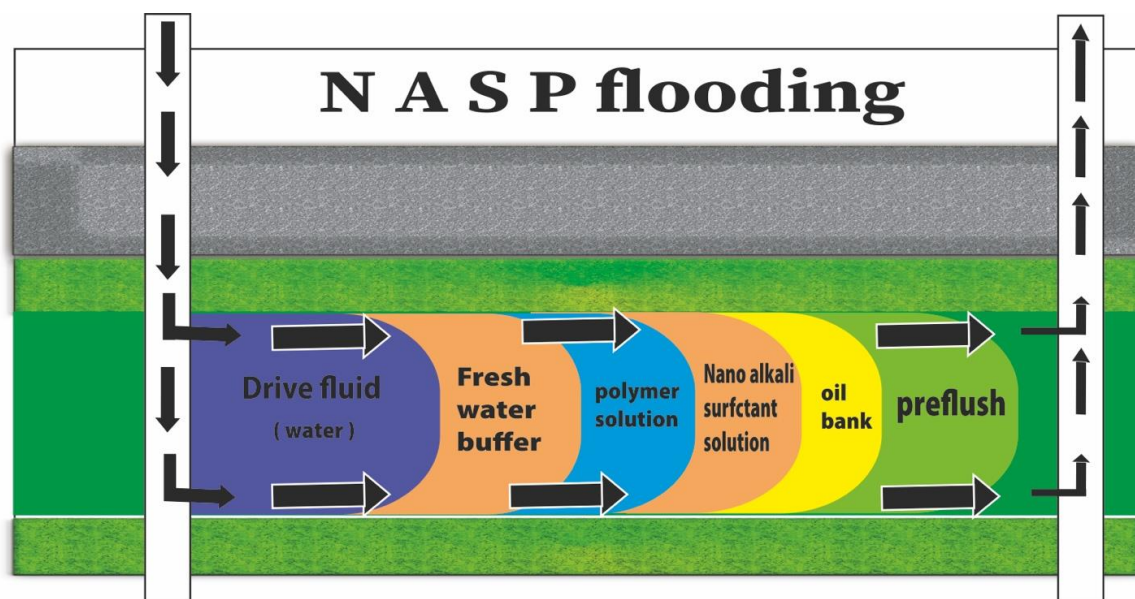 N A S P flooding
Drive fluid
( water )
Fresh
water
buffer
polymer
solution
Nano alkali
surfctant
solution
oil
bank
preflush